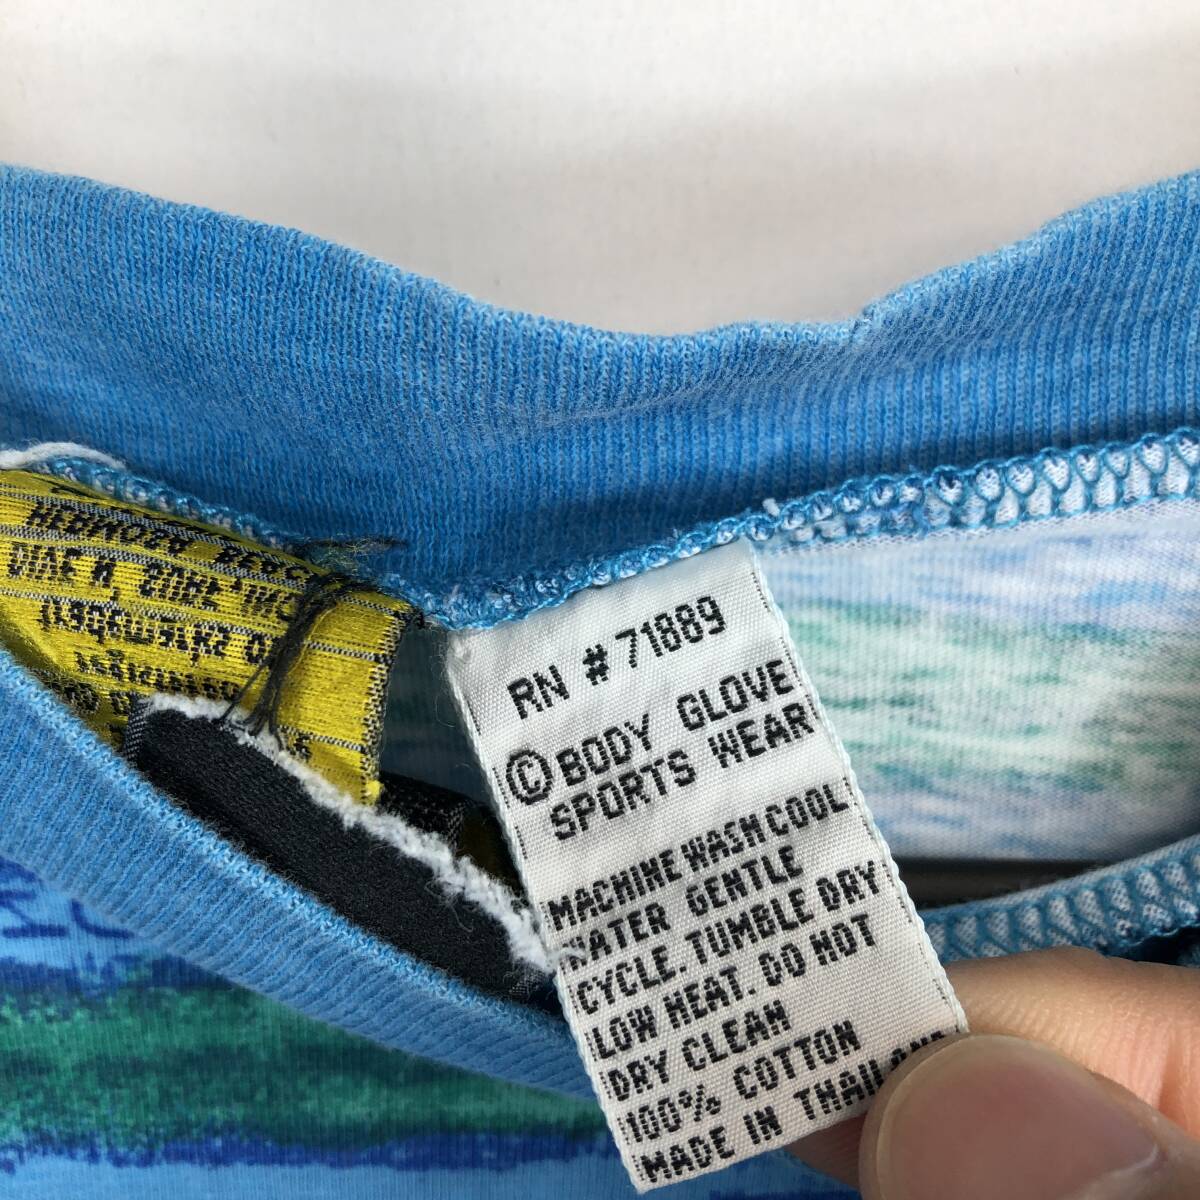 RN # 71889
© BODY GLOVE
SPORTS WEAR
MACHINE WASH COOL
WATER GENTLE
CYCLE. TUMBLE DRY
LOW HEAT. DO NOT
DRY CLEAN
100% COTTON
MADE IN THAILAND